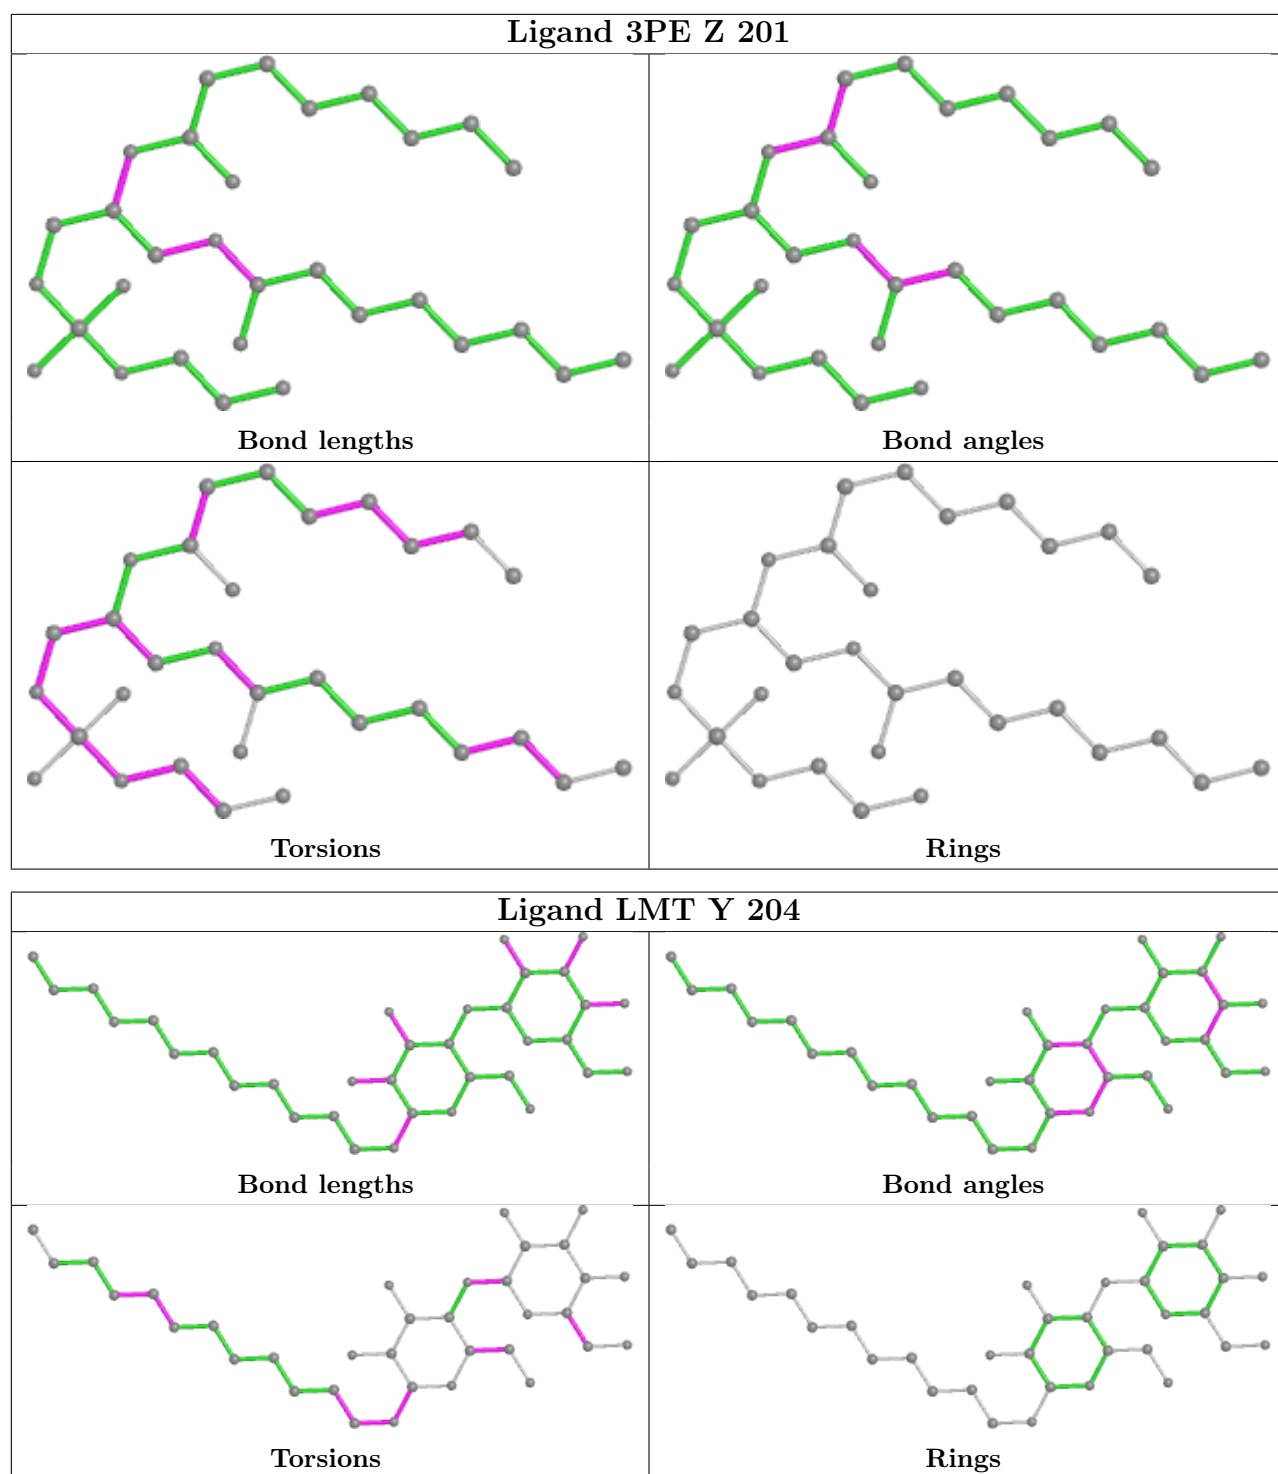 Ligand 3PE Z 201
Bond lengths
Bond angles
Torsions
Rings
Ligand LMT Y 204
Bond lengths
Bond angles
Torsions
Rings